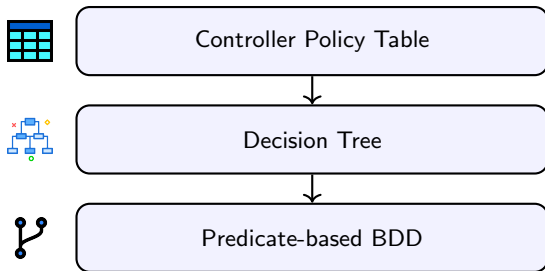 Controller Policy Table
Decision Tree
Predicate-based BDD